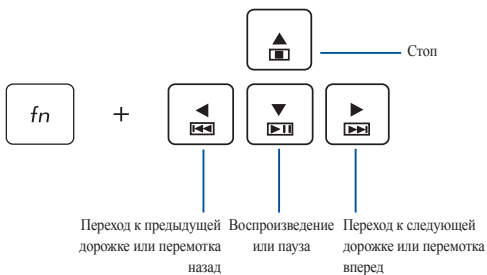 Стоп
fn
+
Переход к предыдущей
дорожке или перемотка
назад
Воспроизведение
или пауза
Переход к следующей
дорожке или перемотка
вперед